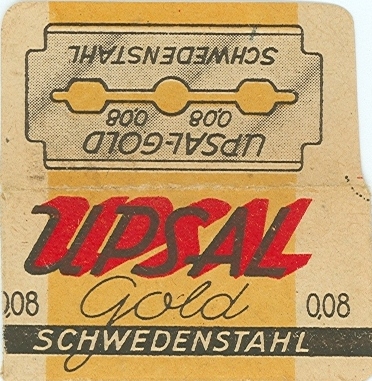 SCHWEDENSTAHL
0,08 0,08
UPSAL-GOLD
UPSAL
Gold
0,08 0,08
SCHWEDENSTAHL